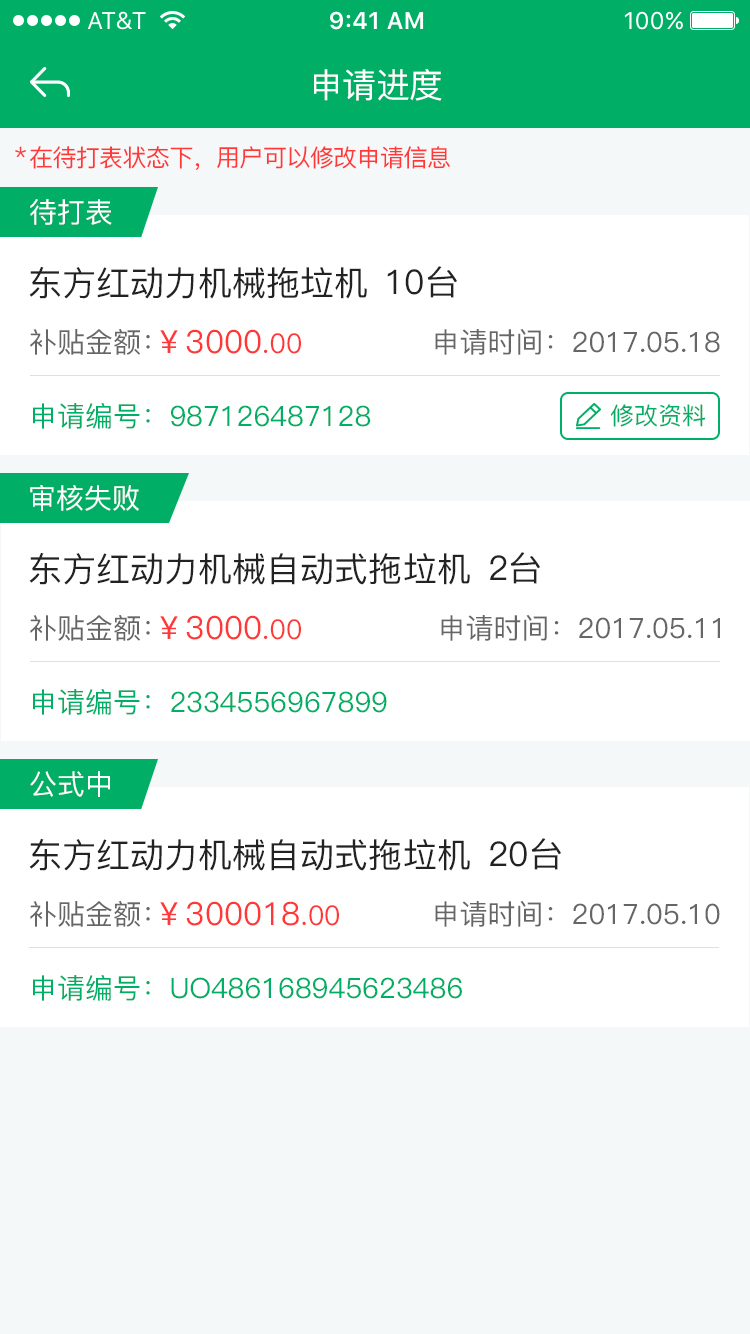 AT&T 9:41 AM 100%
申请进度
*在待打表状态下，用户可以修改申请信息
待打表
东方红动力机械拖垃机 10台
补贴金额:¥3000.00 申请时间：2017.05.18
申请编号：987126487128 修改资料
审核失败
东方红动力机械自动式拖垃机 2台
补贴金额:¥3000.00 申请时间：2017.05.11
申请编号：2334556967899
公式中
东方红动力机械自动式拖垃机 20台
补贴金额:¥300018.00 申请时间：2017.05.10
申请编号：UO486168945623486